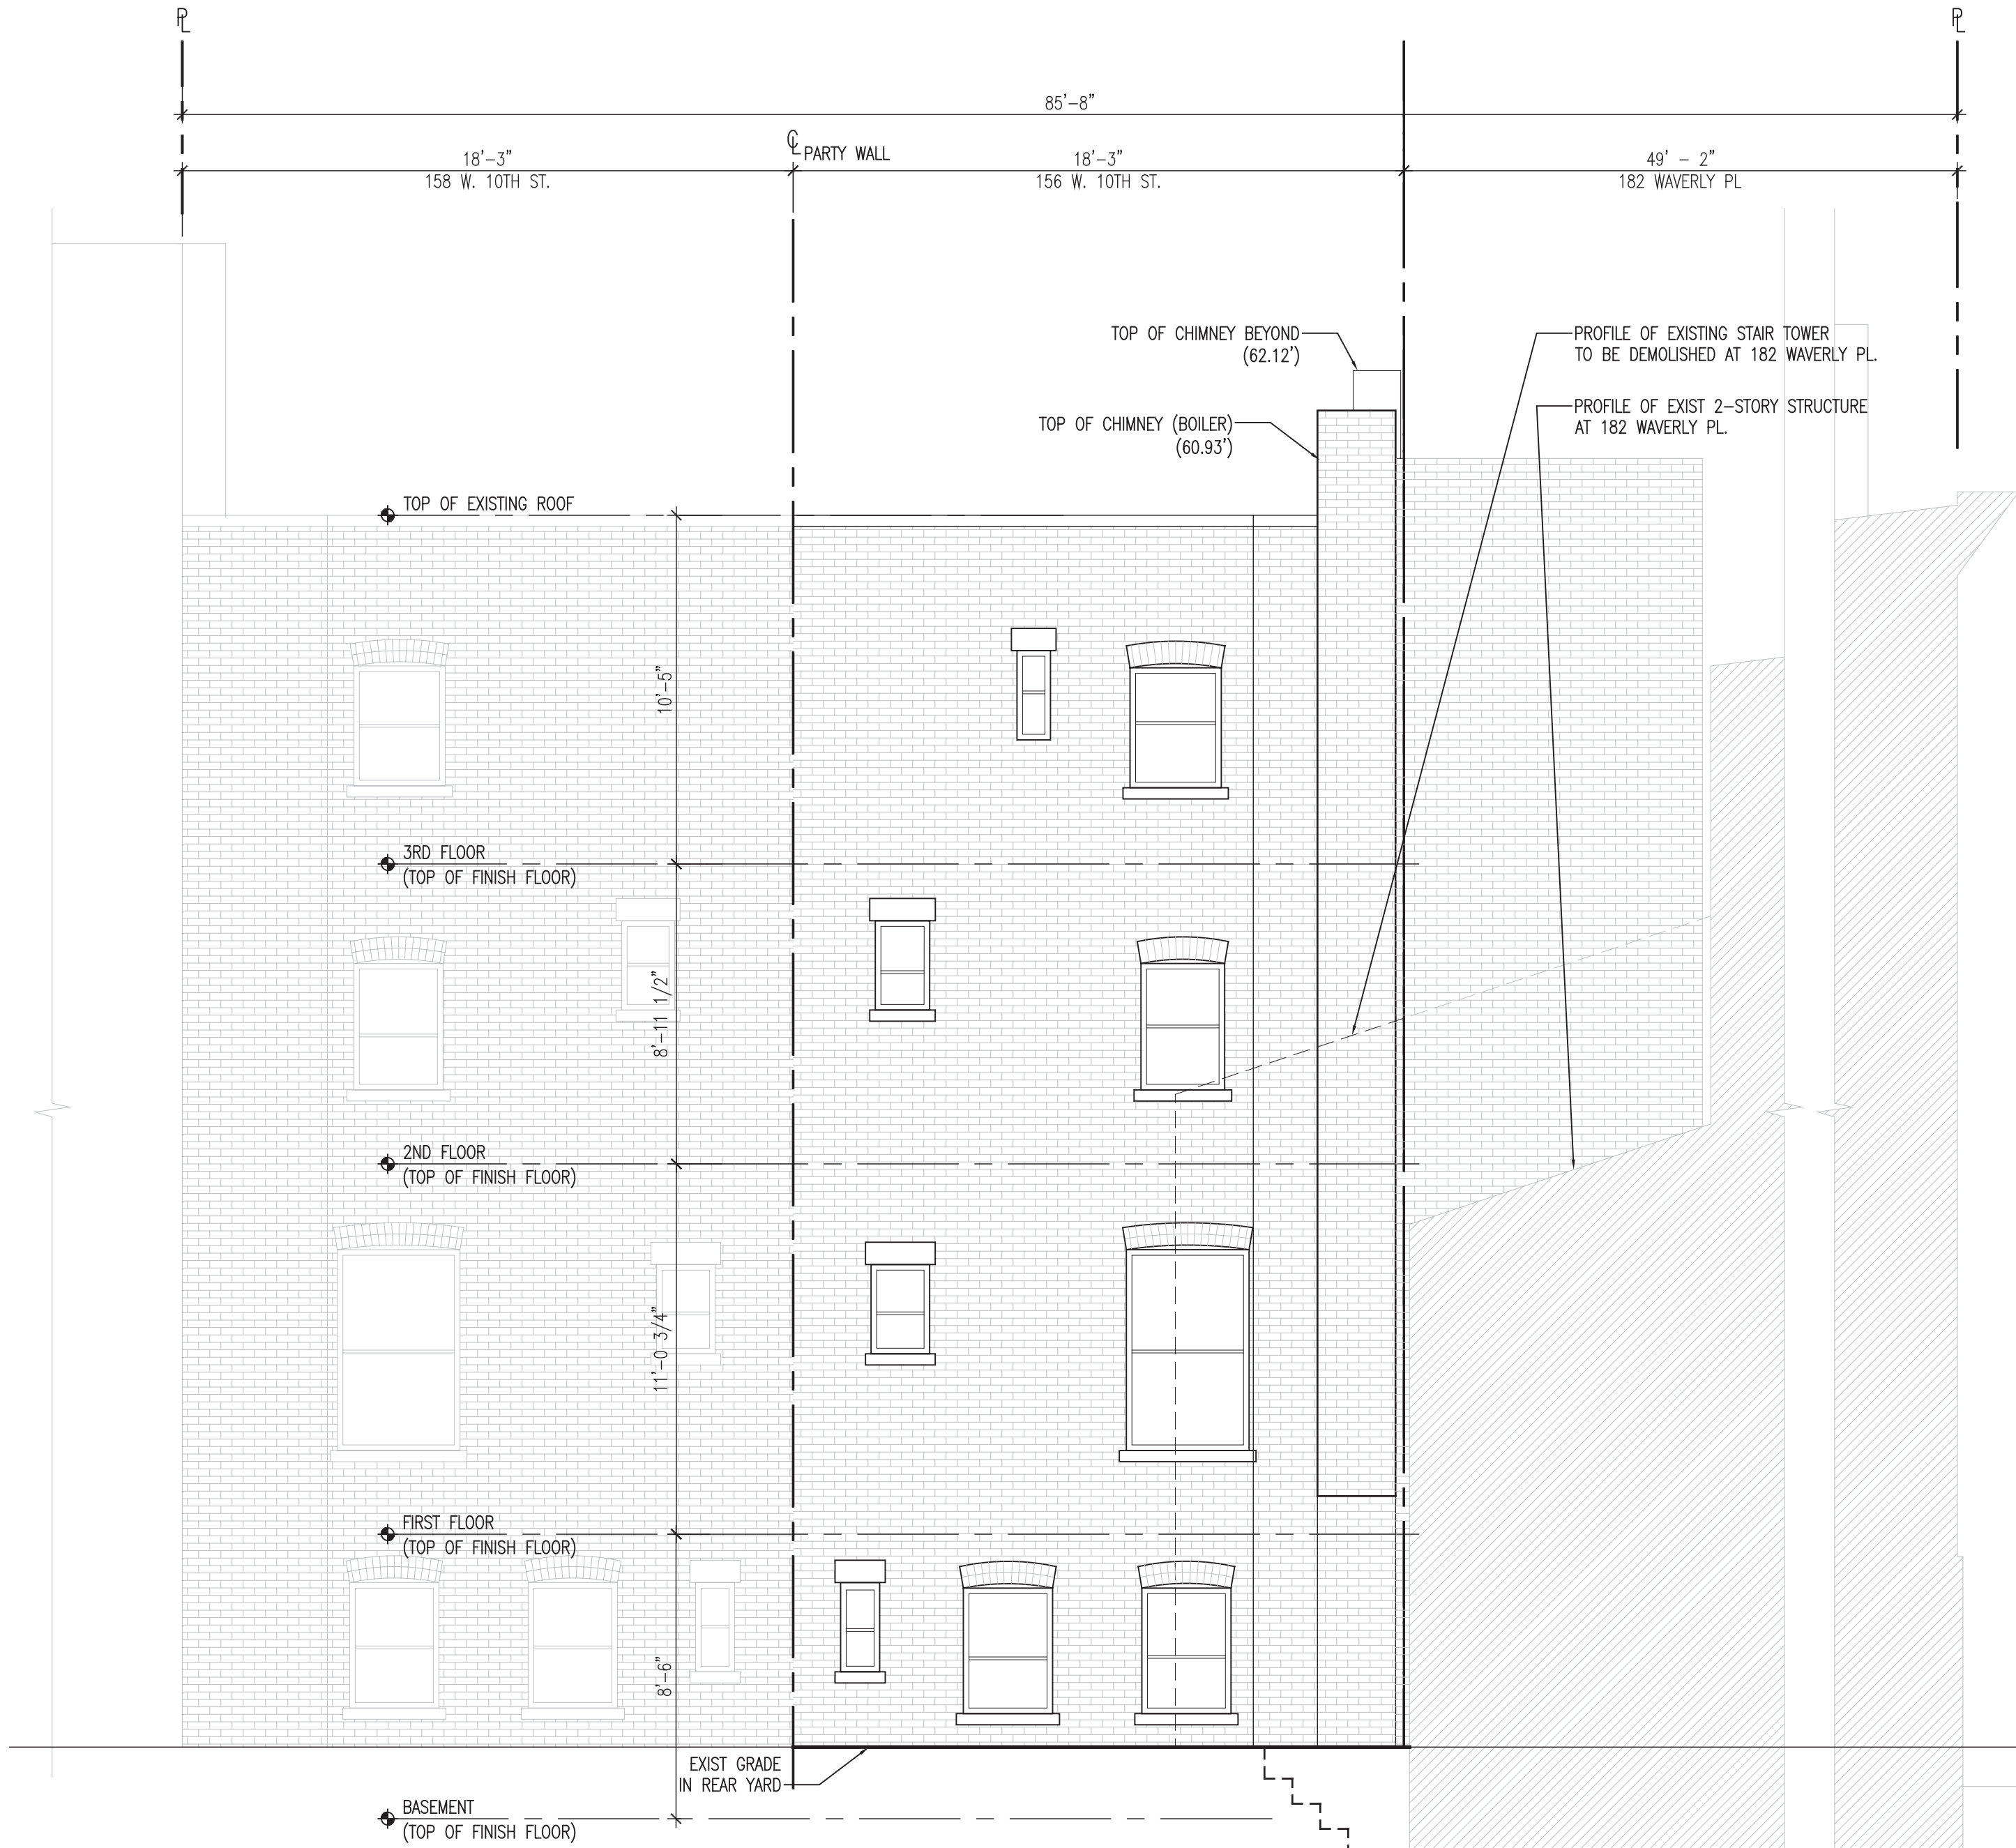 PL
PL
85'-8"
CL PARTY WALL
18'-3"
158 W. 10TH ST.
18'-3"
156 W. 10TH ST.
49' - 2"
182 WAVERLY PL
TOP OF CHIMNEY BEYOND
(62.12')
PROFILE OF EXISTING STAIR TOWER
TO BE DEMOLISHED AT 182 WAVERLY PL.
TOP OF CHIMNEY (BOILER)
(60.93')
PROFILE OF EXIST 2-STORY STRUCTURE
AT 182 WAVERLY PL.
TOP OF EXISTING ROOF
10'-5"
3RD FLOOR
(TOP OF FINISH FLOOR)
8'-11 1/2"
2ND FLOOR
(TOP OF FINISH FLOOR)
11'-0 3/4"
FIRST FLOOR
(TOP OF FINISH FLOOR)
8'-6"
EXIST GRADE
IN REAR YARD
BASEMENT
(TOP OF FINISH FLOOR)